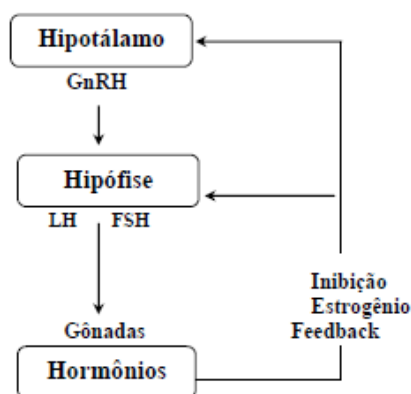 Hipotálamo
GnRH
Hipófise
LH FSH
Inibição
Estrogênio
Feedback
Gônadas
Hormônios